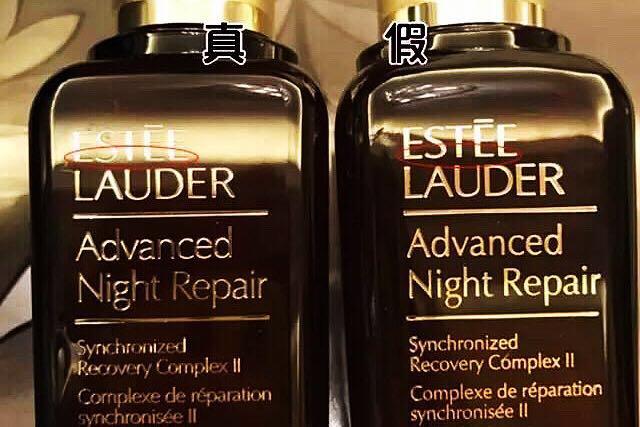 真
ESTĒE
LAUDER
Advanced
Night Repair
Synchronized
Recovery Complex II
Complexe de réparation
synchronisée II
假
ESTĒE
LAUDER
Advanced
Night Repair
Synchronized
Recovery Complex II
Complexe de réparation
synchronisée II